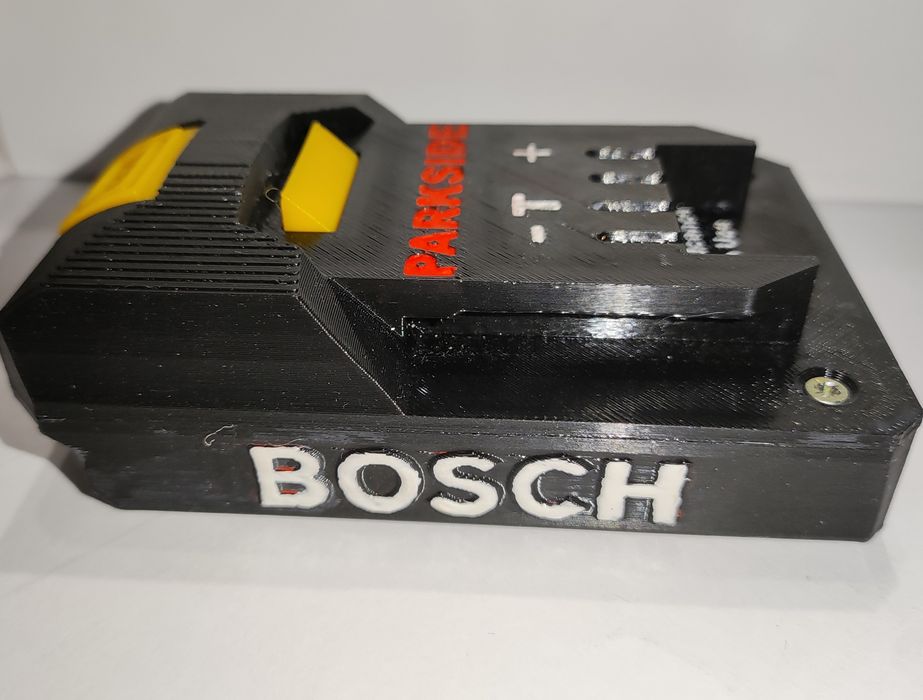 PARKSIDE
+
T
-
BOSCH